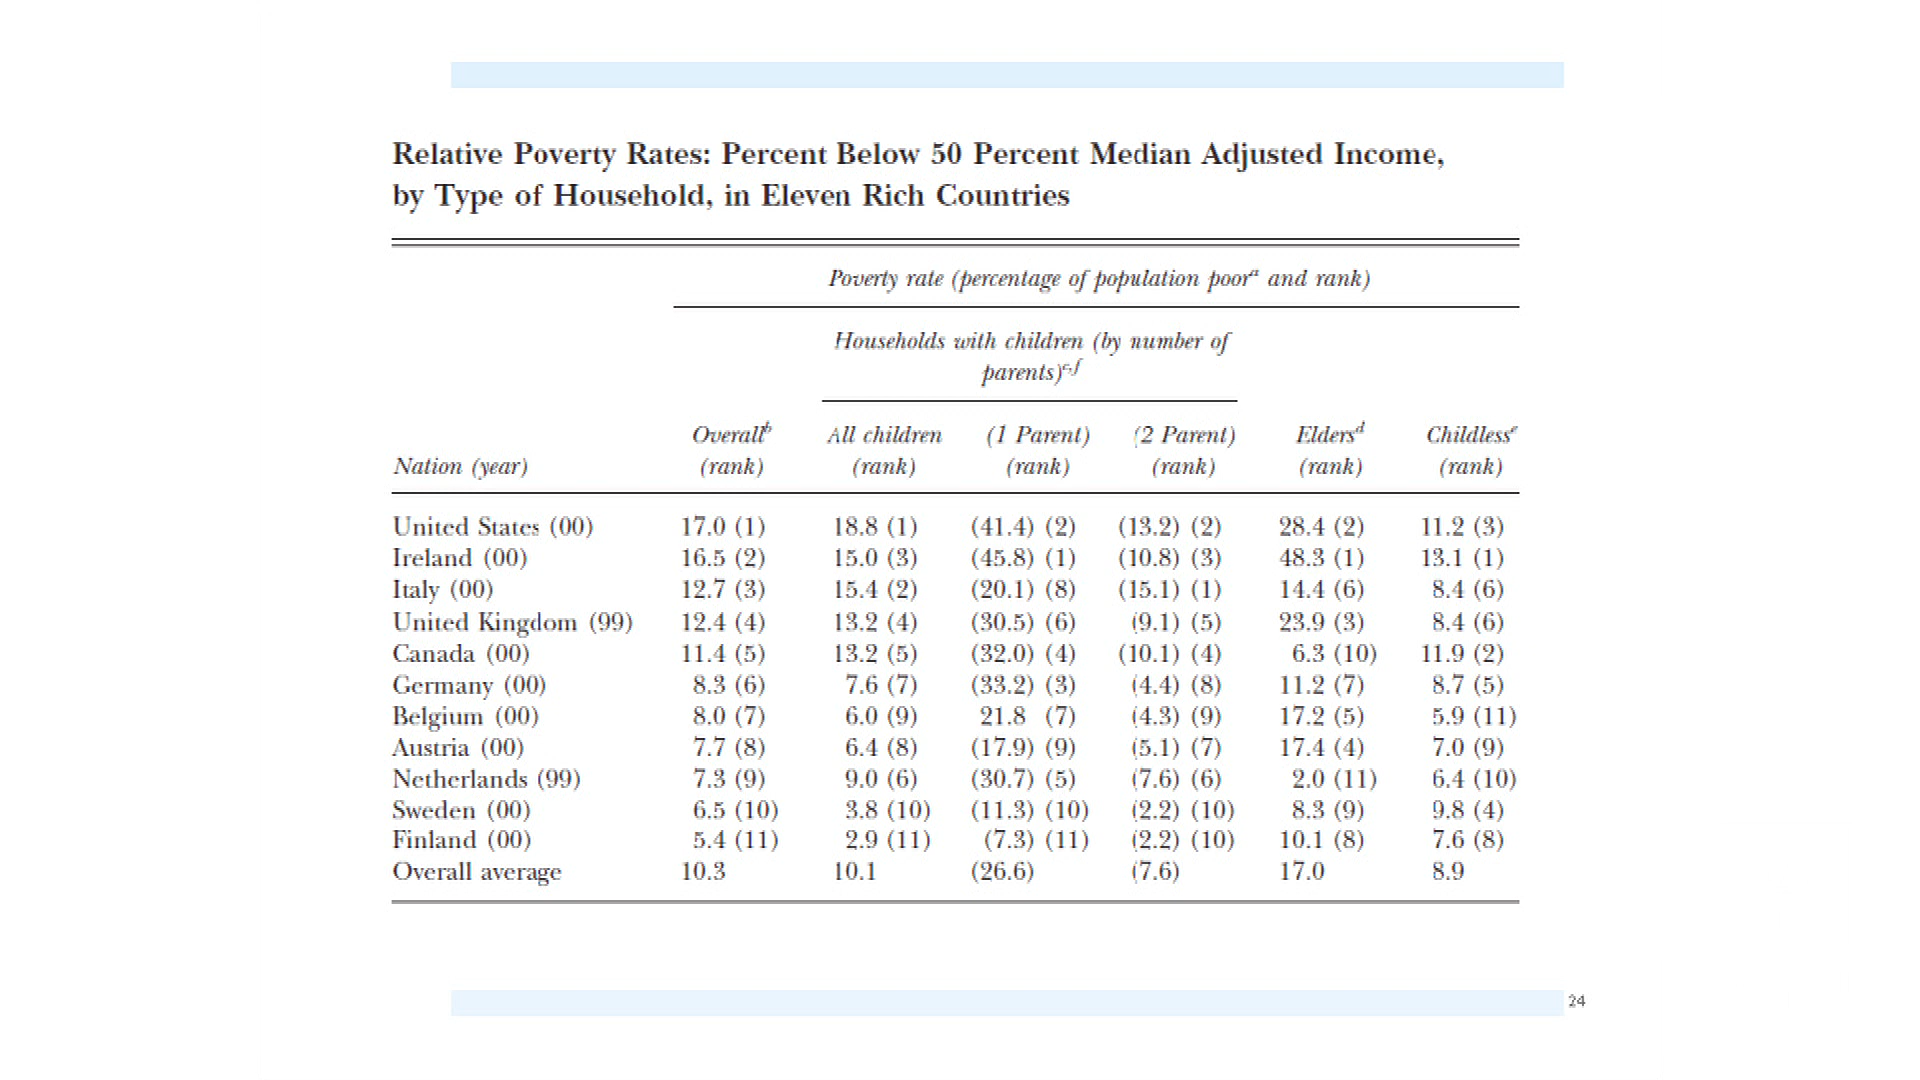 Relative Poverty Rates: Percent Below 50 Percent Median Adjusted Income,
by Type of Household, in Eleven Rich Countries
Poverty rate (percentage of population poor^a and rank)
Households with children (by number of
parents)^c,f
Overall^b All children (1 Parent) (2 Parent) Elders^d Childless^e
Nation (year) (rank) (rank) (rank) (rank) (rank) (rank)
United States (00) 17.0 (1) 18.8 (1) (41.4) (2) (13.2) (2) 28.4 (2) 11.2 (3)
Ireland (00) 16.5 (2) 15.0 (3) (45.8) (1) (10.8) (3) 48.3 (1) 13.1 (1)
Italy (00) 12.7 (3) 15.4 (2) (20.1) (8) (15.1) (1) 14.4 (6) 8.4 (6)
United Kingdom (99) 12.4 (4) 13.2 (4) (30.5) (6) (9.1) (5) 23.9 (3) 8.4 (6)
Canada (00) 11.4 (5) 13.2 (5) (32.0) (4) (10.1) (4) 6.3 (10) 11.9 (2)
Germany (00) 8.3 (6) 7.6 (7) (33.2) (3) (4.4) (8) 11.2 (7) 8.7 (5)
Belgium (00) 8.0 (7) 6.0 (9) 21.8 (7) (4.3) (9) 17.2 (5) 5.9 (11)
Austria (00) 7.7 (8) 6.4 (8) (17.9) (9) (5.1) (7) 17.4 (4) 7.0 (9)
Netherlands (99) 7.3 (9) 9.0 (6) (30.7) (5) (7.6) (6) 2.0 (11) 6.4 (10)
Sweden (00) 6.5 (10) 3.8 (10) (11.3) (10) (2.2) (10) 8.3 (9) 9.8 (4)
Finland (00) 5.4 (11) 2.9 (11) (7.3) (11) (2.2) (10) 10.1 (8) 7.6 (8)
Overall average 10.3 10.1 (26.6) (7.6) 17.0 8.9
24